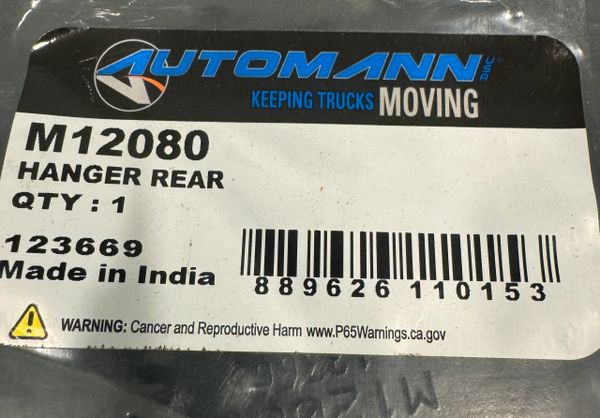 AUTOMANN USA
KEEPING TRUCKS MOVING
M12080
HANGER REAR
QTY : 1
123669
Made in India
889626 110153
WARNING: Cancer and Reproductive Harm www.P65Warnings.ca.gov